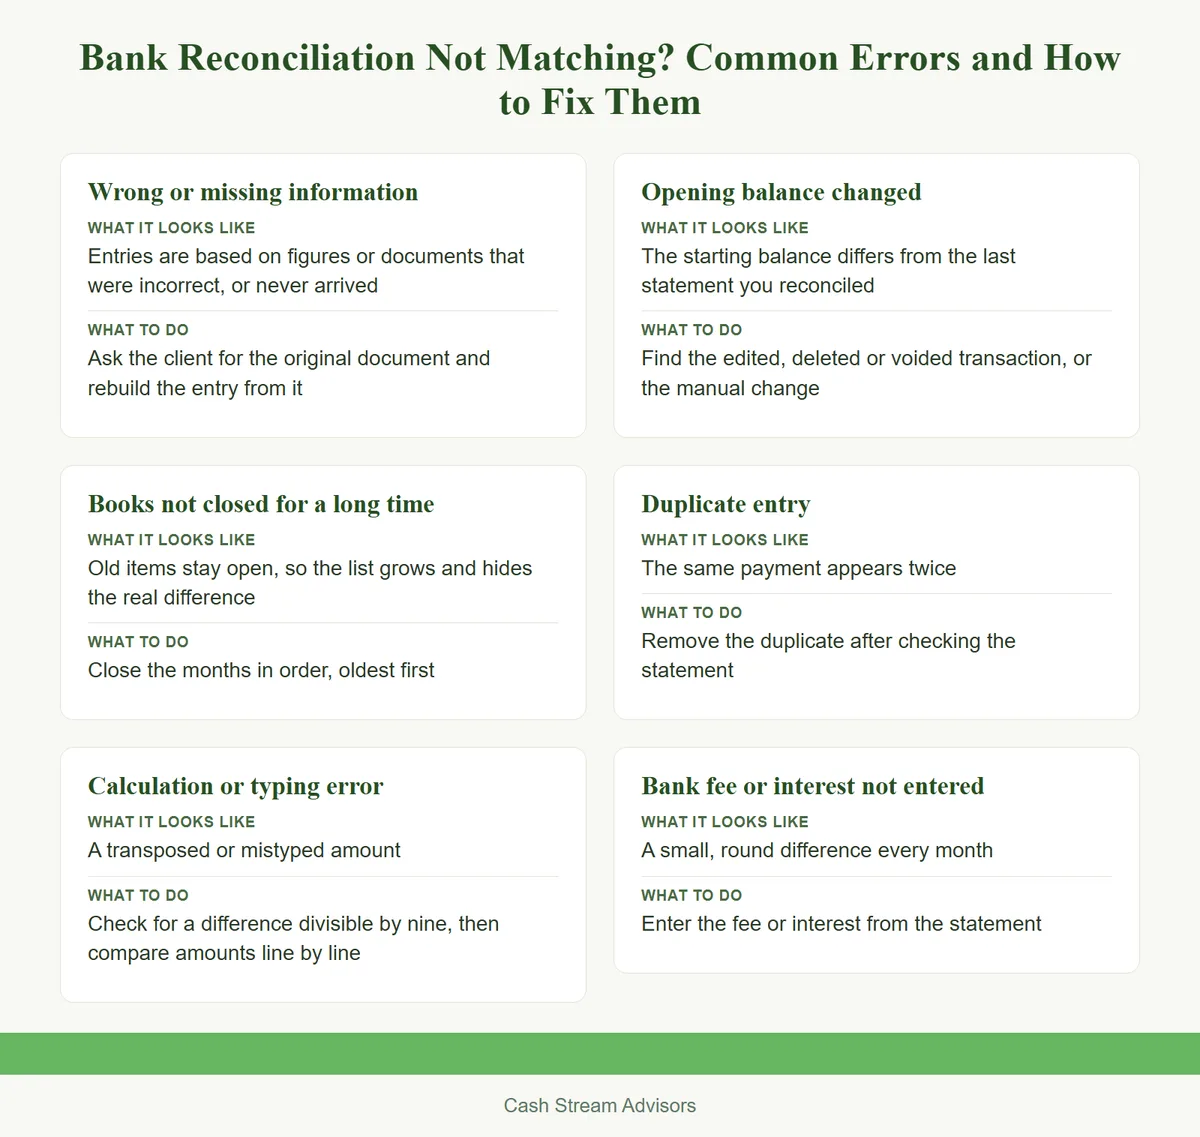 Bank Reconciliation Not Matching? Common Errors and How
to Fix Them
Wrong or missing information
WHAT IT LOOKS LIKE
Entries are based on figures or documents that
were incorrect, or never arrived
WHAT TO DO
Ask the client for the original document and
rebuild the entry from it
Opening balance changed
WHAT IT LOOKS LIKE
The starting balance differs from the last
statement you reconciled
WHAT TO DO
Find the edited, deleted or voided transaction, or
the manual change
Books not closed for a long time
WHAT IT LOOKS LIKE
Old items stay open, so the list grows and hides
the real difference
WHAT TO DO
Close the months in order, oldest first
Duplicate entry
WHAT IT LOOKS LIKE
The same payment appears twice
WHAT TO DO
Remove the duplicate after checking the
statement
Calculation or typing error
WHAT IT LOOKS LIKE
A transposed or mistyped amount
WHAT TO DO
Check for a difference divisible by nine, then
compare amounts line by line
Bank fee or interest not entered
WHAT IT LOOKS LIKE
A small, round difference every month
WHAT TO DO
Enter the fee or interest from the statement
Cash Stream Advisors